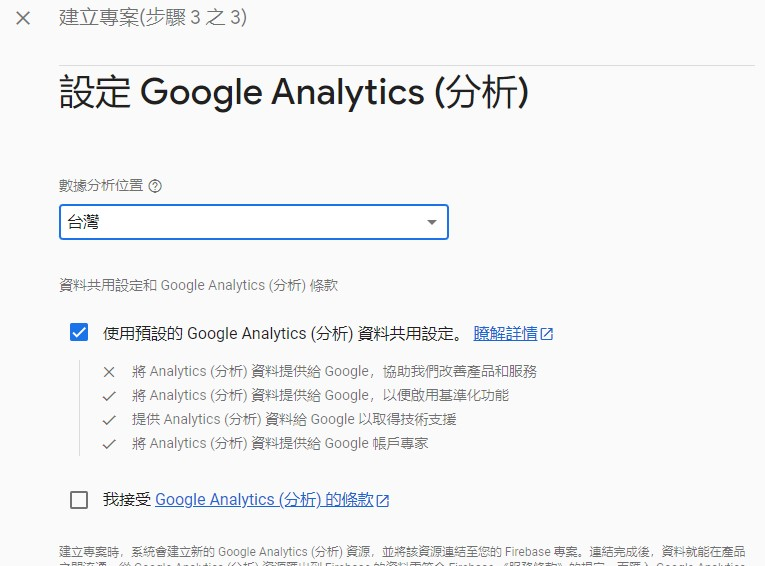 建立專案(步驟 3 之 3)
設定 Google Analytics (分析)
數據分析位置
台灣
資料共用設定和 Google Analytics (分析) 條款
使用預設的 Google Analytics (分析) 資料共用設定。 瞭解詳情
將 Analytics (分析) 資料提供給 Google，協助我們改善產品和服務
將 Analytics (分析) 資料提供給 Google，以便啟用基準化功能
提供 Analytics (分析) 資料給 Google 以取得技術支援
將 Analytics (分析) 資料提供給 Google 帳戶專家
我接受 Google Analytics (分析) 的條款
建立專案時，系統會建立新的 Google Analytics (分析) 資源，並將該資源連結至您的 Firebase 專案。連結完成後，資料就能在產品